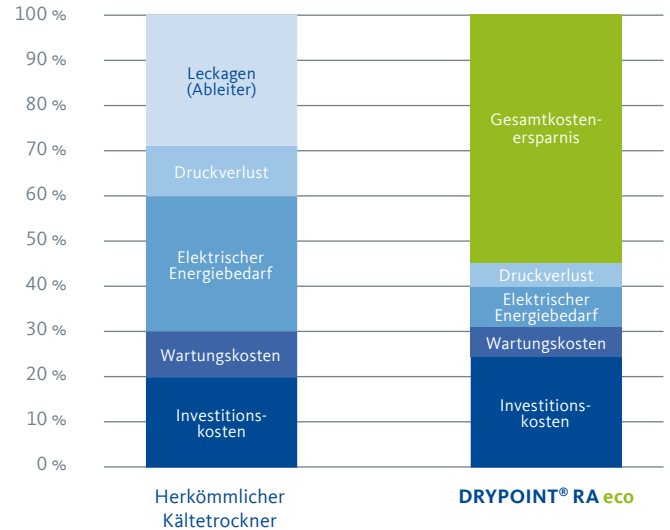 100 %
90 %
80 %
70 %
60 %
50 %
40 %
30 %
20 %
10 %
0 %
Leckagen
(Ableiter)
Druckverlust
Elektrischer
Energiebedarf
Wartungskosten
Investitions-
kosten
Gesamtkosten-
ersparnis
Druckverlust
Elektrischer
Energiebedarf
Wartungskosten
Investitions-
kosten
Herkömmlicher
Kältetrockner
DRYPOINT® RA eco